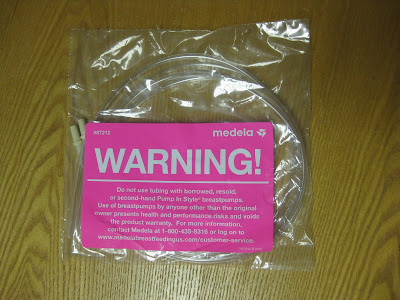 #87212
medela
WARNING!
Do not use tubing with borrowed, resold,
or second-hand Pump In Style® breastpumps.
Use of breastpumps by anyone other than the original
owner presents health and performance risks and voids
the product warranty. For more information,
contact Medela at 1-800-435-8316 or log on to
www.medelabreastfeedingus.com/customer-service.